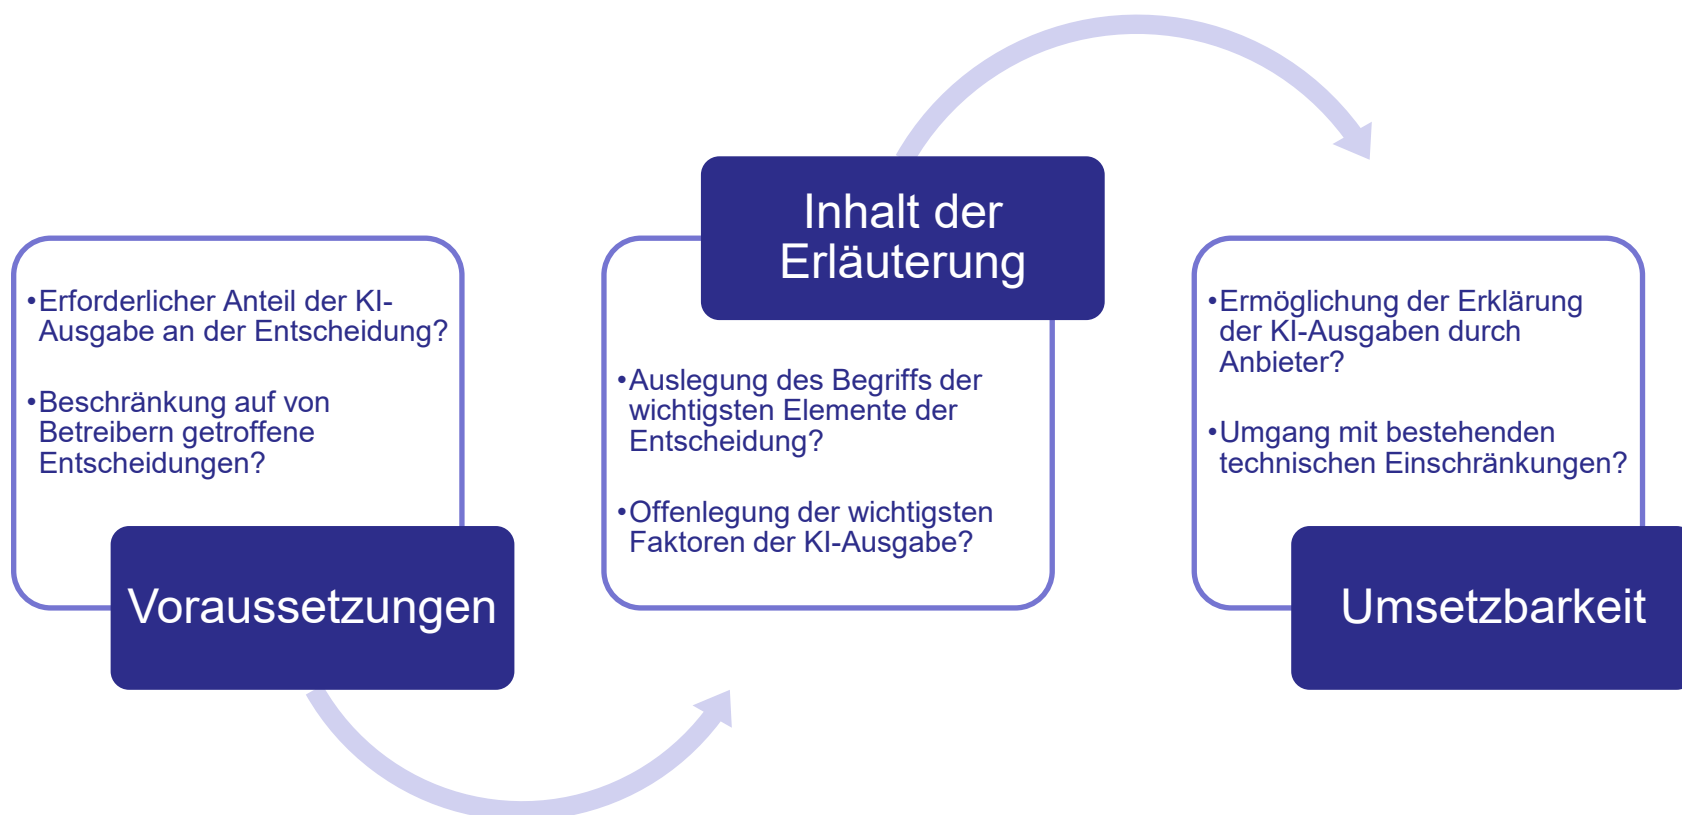 •Erforderlicher Anteil der KI-
Ausgabe an der Entscheidung?
•Beschränkung auf von
Betreibern getroffene
Entscheidungen?
Voraussetzungen
Inhalt der
Erläuterung
•Auslegung des Begriffs der
wichtigsten Elemente der
Entscheidung?
•Offenlegung der wichtigsten
Faktoren der KI-Ausgabe?
•Ermöglichung der Erklärung
der KI-Ausgaben durch
Anbieter?
•Umgang mit bestehenden
technischen Einschränkungen?
Umsetzbarkeit